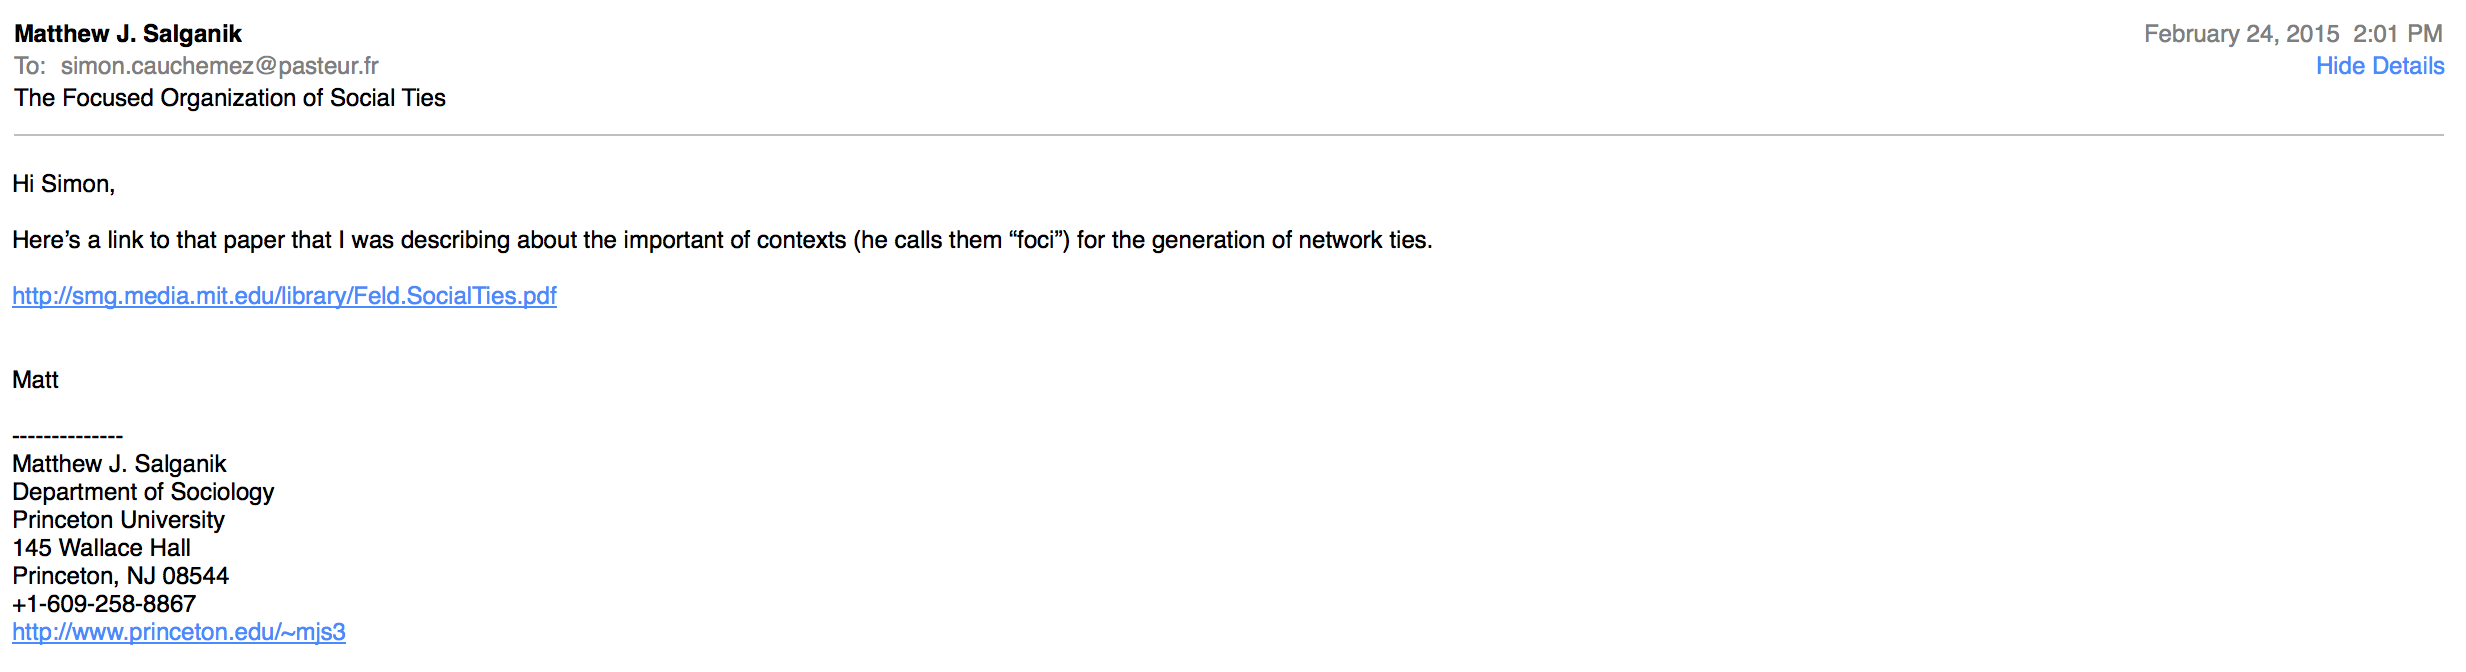 Matthew J. Salganik
February 24, 2015 2:01 PM
To: simon.cauchemez@pasteur.fr
Hide Details
The Focused Organization of Social Ties
Hi Simon,
Here’s a link to that paper that I was describing about the important of contexts (he calls them “foci”) for the generation of network ties.
http://smg.media.mit.edu/library/Feld.SocialTies.pdf
Matt
--------------
Matthew J. Salganik
Department of Sociology
Princeton University
145 Wallace Hall
Princeton, NJ 08544
+1-609-258-8867
http://www.princeton.edu/~mjs3